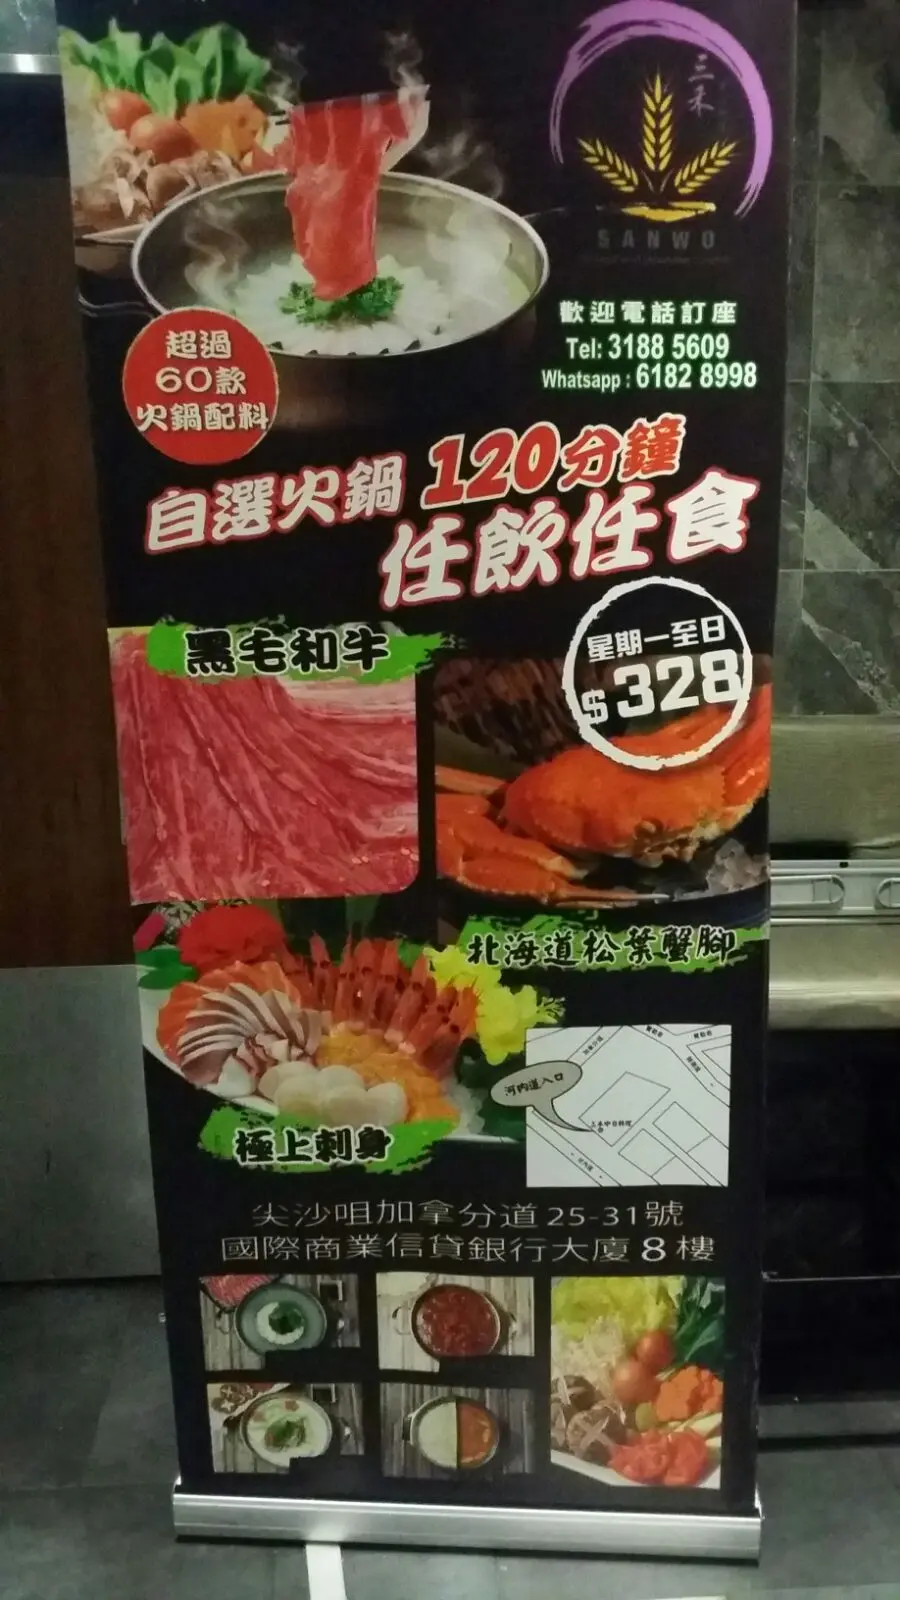 三禾
SANWO
歡迎電話訂座
Tel: 3188 5609
Whatsapp : 6182 8998
超過
60款
火鍋配料
自選火鍋 120分鐘
任飲任食
星期一至日
$328
黑毛和牛
北海道松葉蟹腳
極上刺身
河內道入口
尖沙咀加拿分道 25-31號
國際商業信貸銀行大廈 8 樓